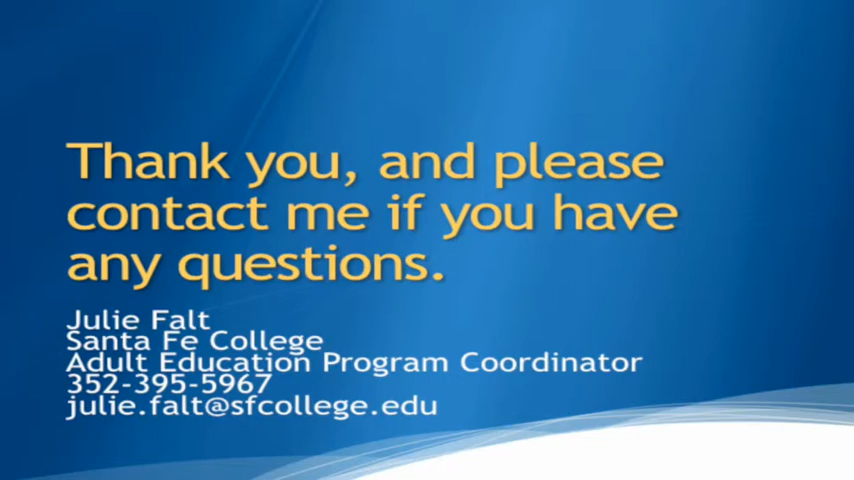 Thank you, and please
contact me if you have
any questions.
Julie Falt
Santa Fe College
Adult Education Program Coordinator
352-395-5967
julie.falt@sfcollege.edu